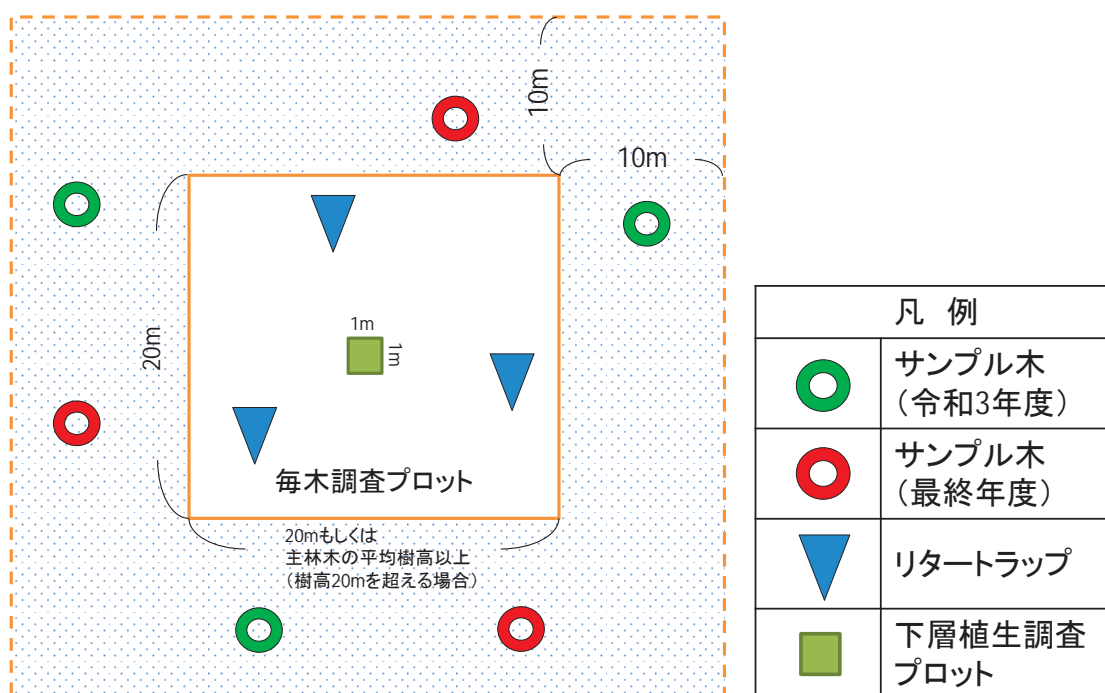 10m
10m
20m
1m
1m
毎木調査プロット
20mもしくは
主林木の平均樹高以上
（樹高20mを超える場合）
凡 例
サンプル木
（令和3年度）
サンプル木
（最終年度）
リタートラップ
下層植生調査
プロット